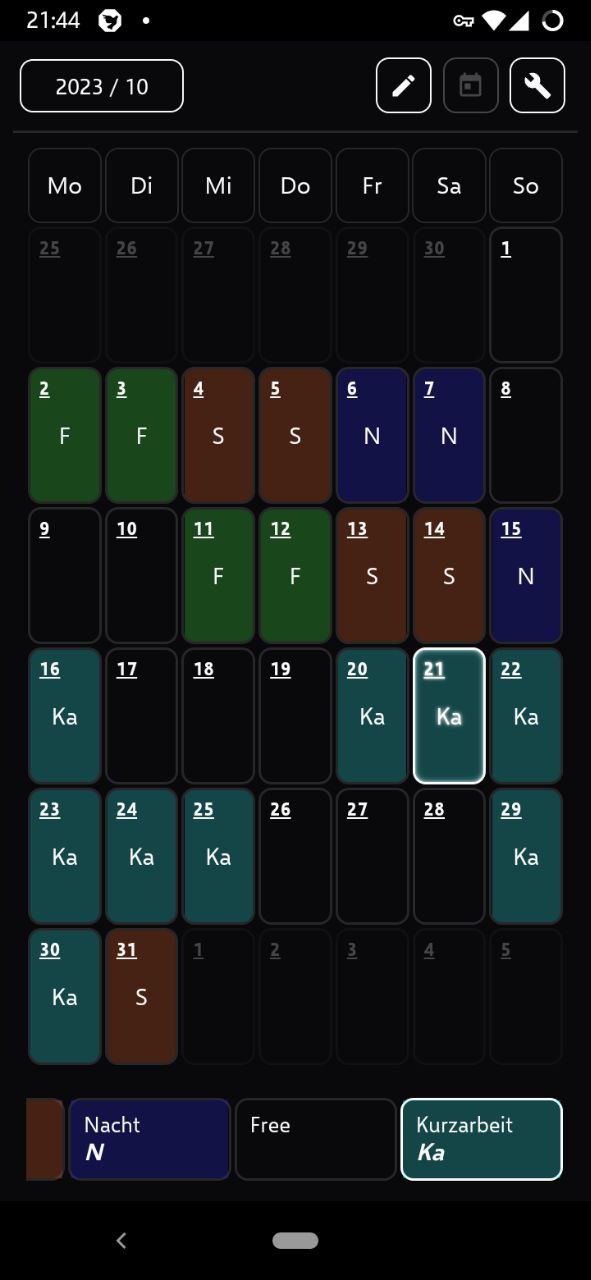 21:44
2023 / 10
Mo Di Mi Do Fr Sa So
25 26 27 28 29 30 1
2 3 4 5 6 7 8
F F S S N N
9 10 11 12 13 14 15
F F S S N
16 17 18 19 20 21 22
Ka Ka Ka Ka
23 24 25 26 27 28 29
Ka Ka Ka Ka
30 31 1 2 3 4 5
Ka S
Nacht Free Kurzarbeit
N Ka